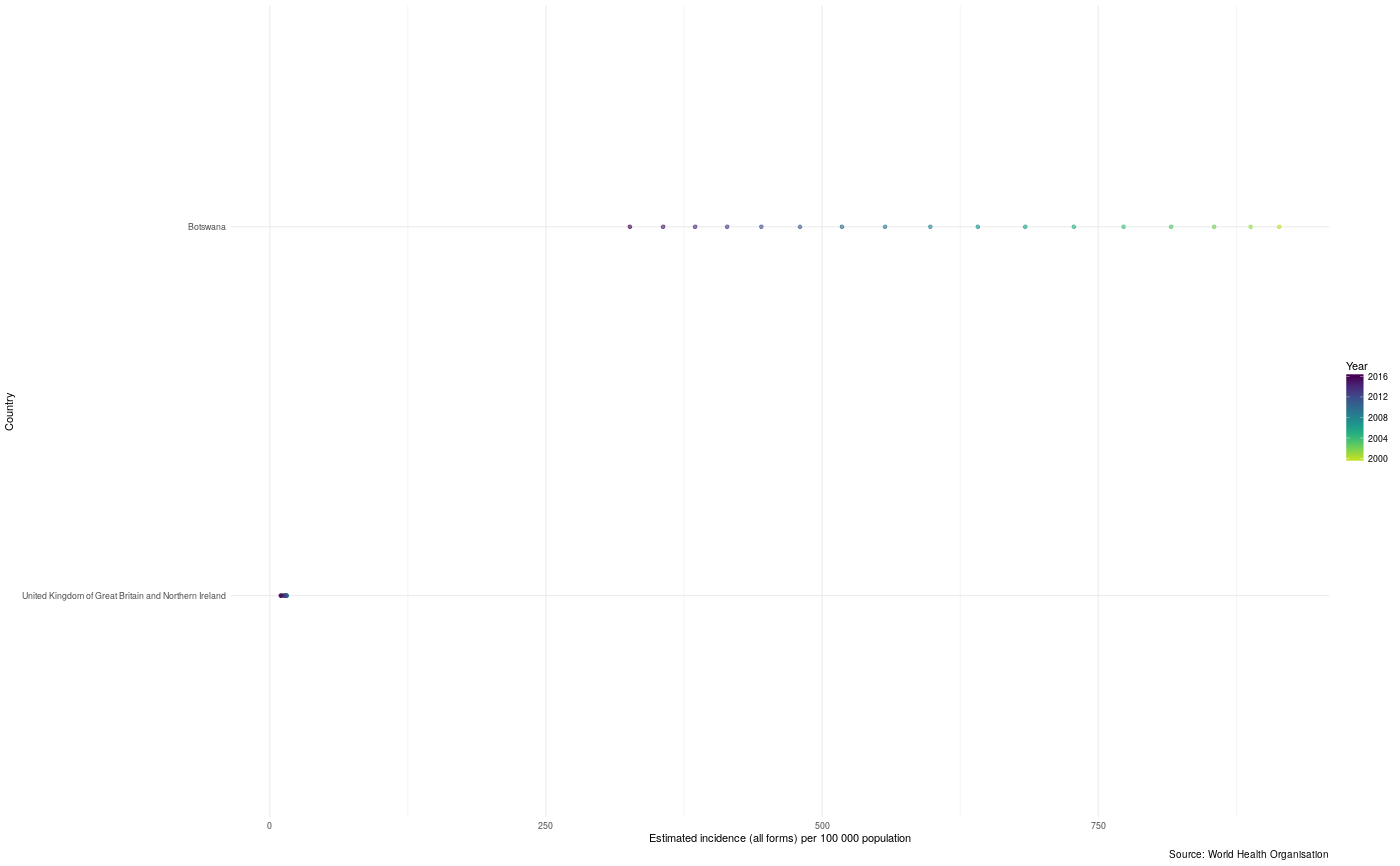 Botswana
Country
United Kingdom of Great Britain and Northern Ireland
Year
2016
2012
2008
2004
2000
0
250
500
750
Estimated incidence (all forms) per 100 000 population
Source: World Health Organisation